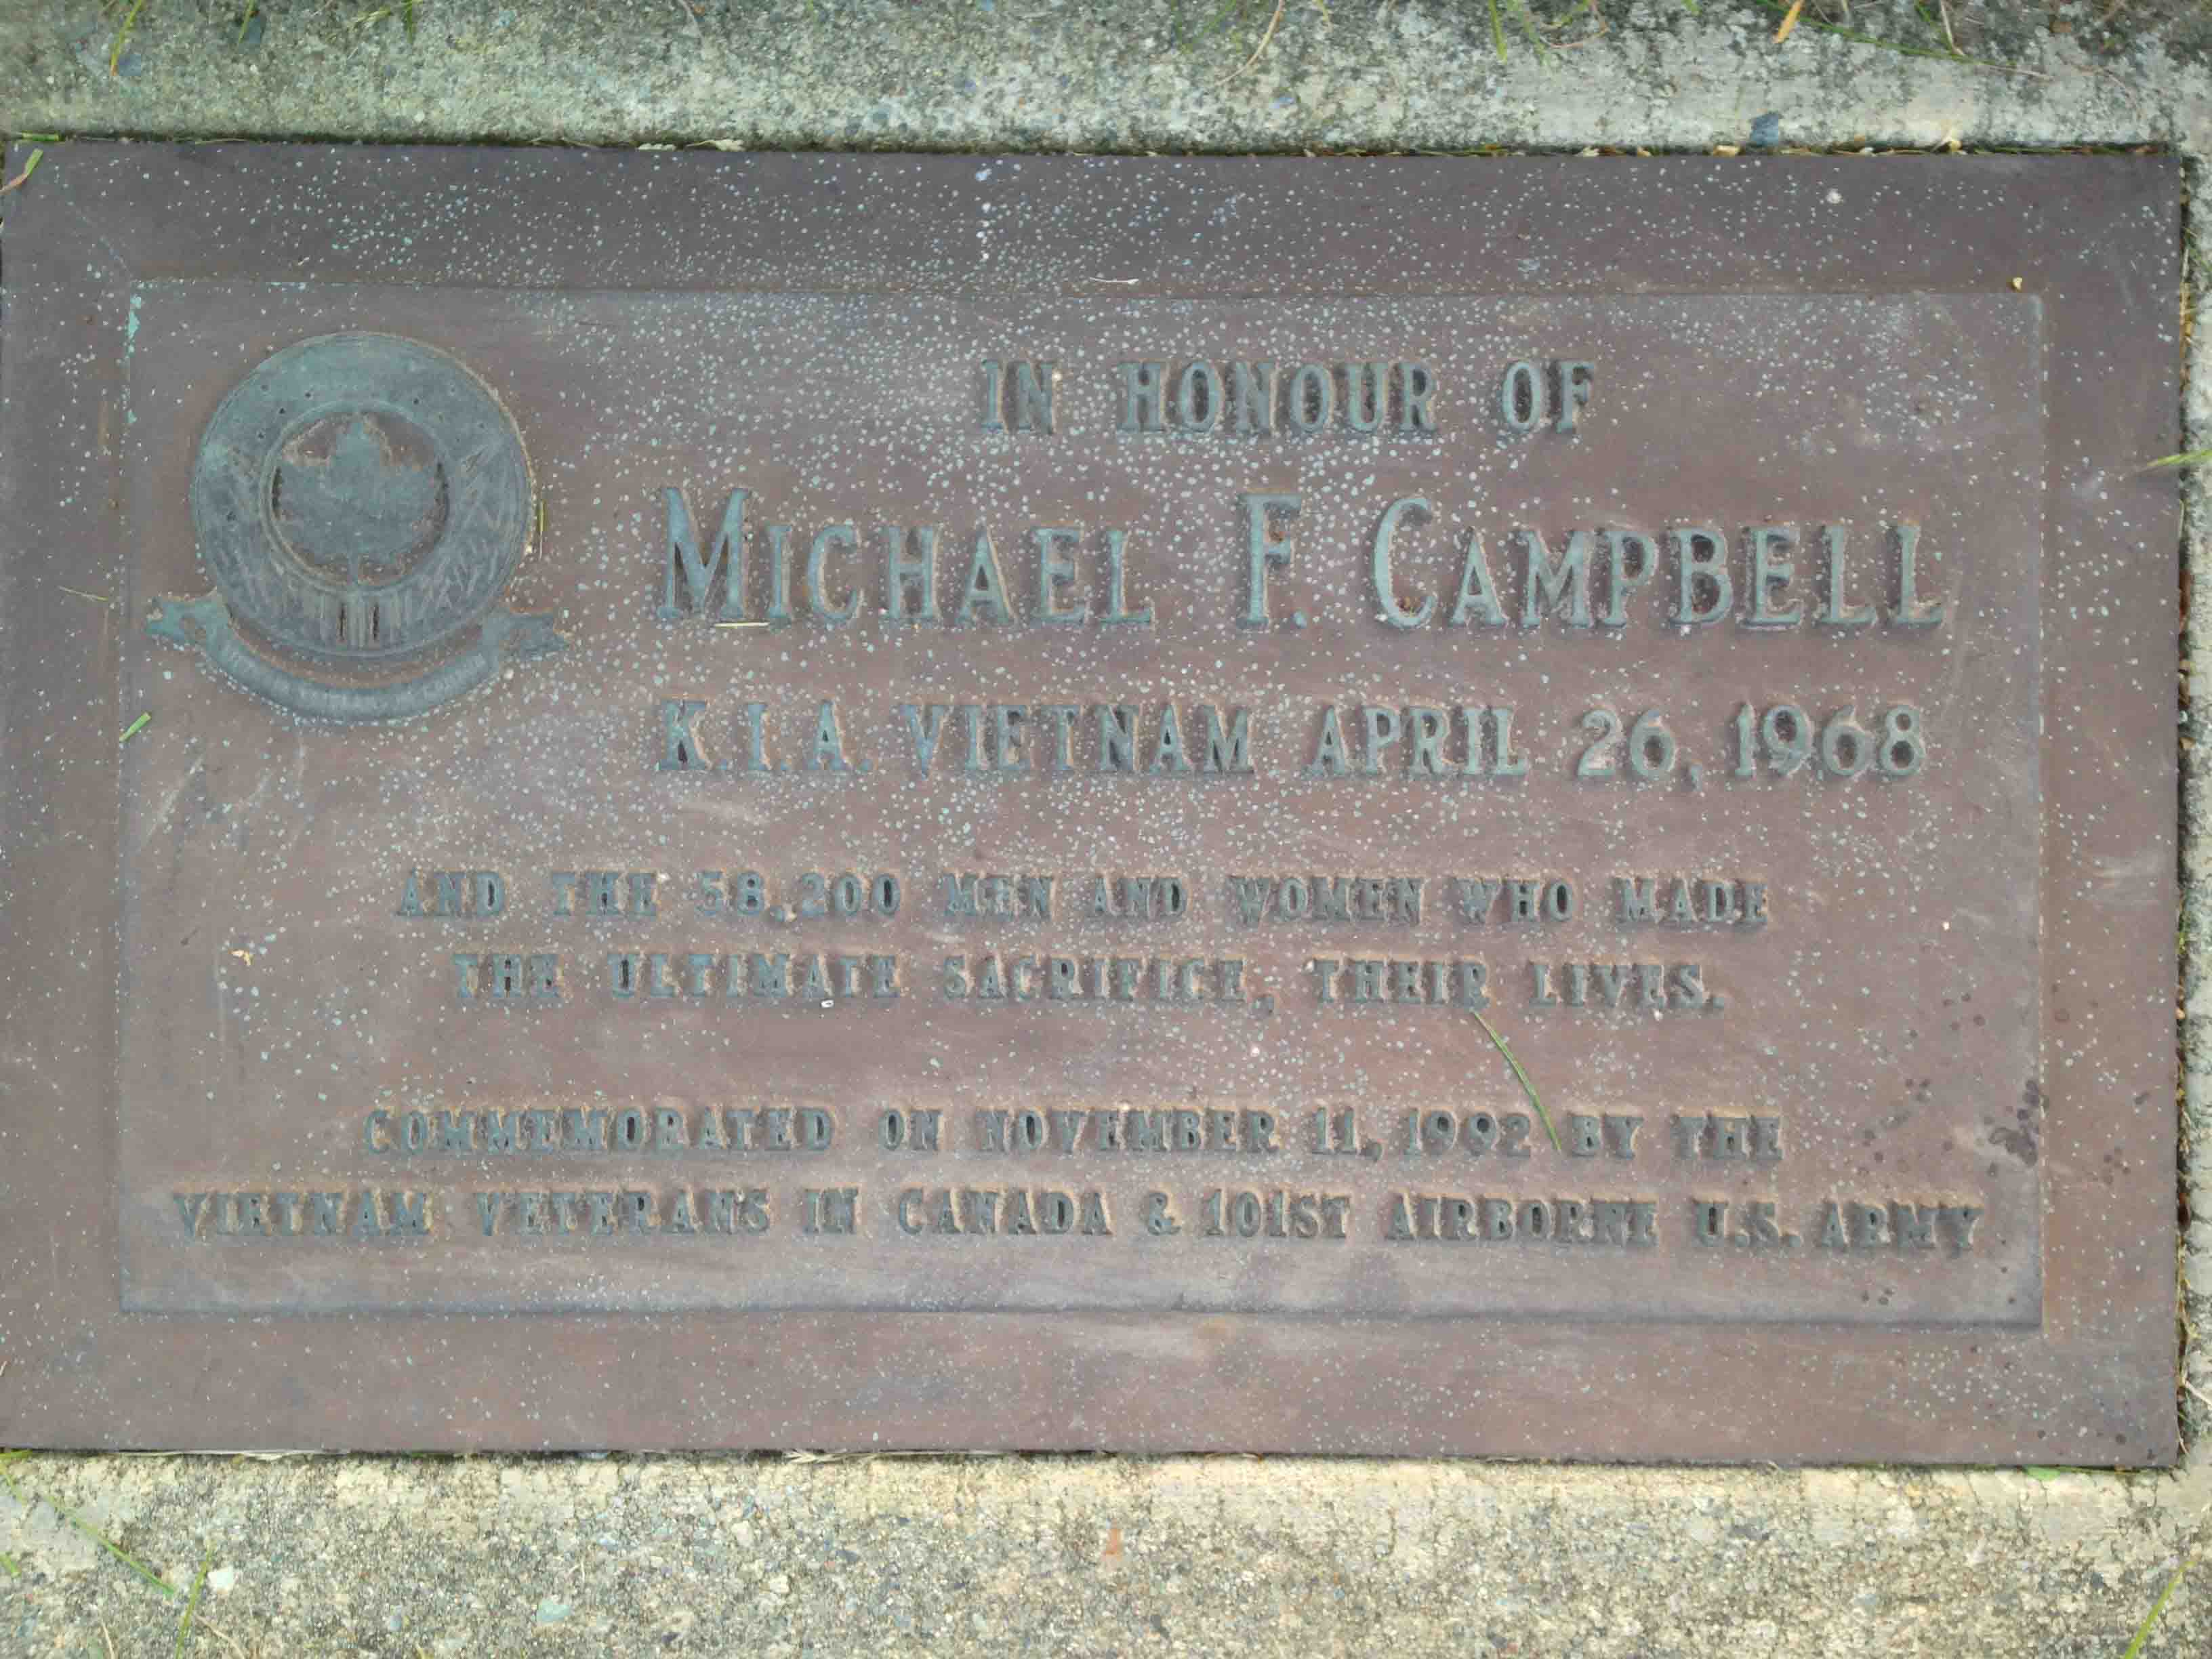 IN HONOUR OF
MICHAEL F. CAMPBELL
K.I.A. VIETNAM APRIL 26, 1968
AND THE 58,200 MEN AND WOMEN WHO MADE
THE ULTIMATE SACRIFICE, THEIR LIVES.
COMMEMORATED ON NOVEMBER 11, 1992 BY THE
VIETNAM VETERANS IN CANADA & 101ST AIRBORNE U.S. ARMY